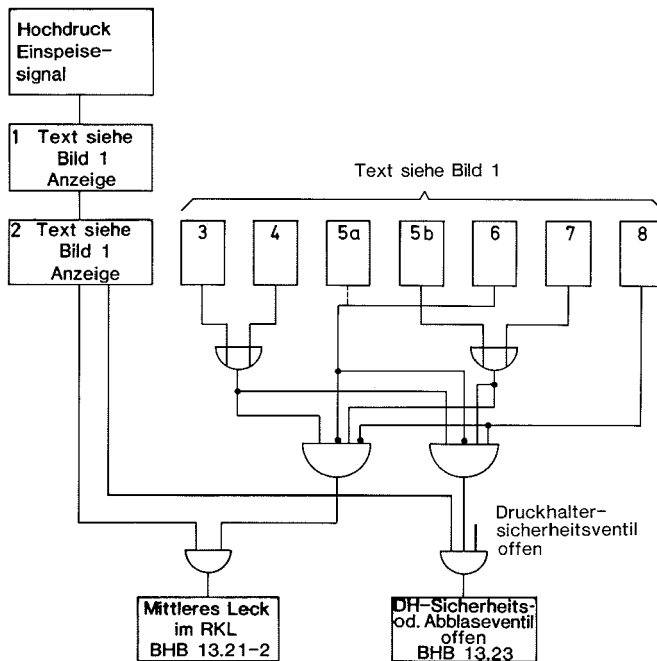 Hochdruck
Einspeise-
signal
1 Text siehe
Bild 1
Anzeige
2 Text siehe
Bild 1
Anzeige
Text siehe Bild 1
3 4 5a 5b 6 7 8
Druckhalter-
sicherheitsventil
offen
Mittleres Leck
im RKL
BHB 13.21-2
DH-Sicherheits-
od. Abblaseventil
offen
BHB 13.23